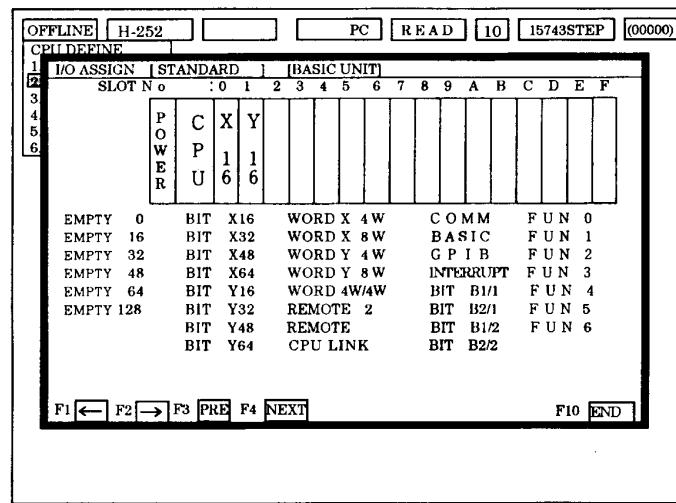 OFFLINE H-252 PC READ 10 15743STEP (00000)
CPU DEFINE
1. I/O ASSIGN [STANDARD ] [BASIC UNIT]
2 SLOT N o : 0 1 2 3 4 5 6 7 8 9 A B C D E F
3.
4.
5.
6.
POWER CPU X16 Y16
EMPTY 0 BIT X16 WORD X 4W COMM FUN 0
EMPTY 16 BIT X32 WORD X 8W BASIC FUN 1
EMPTY 32 BIT X48 WORD Y 4W GPIB FUN 2
EMPTY 48 BIT X64 WORD Y 8W INTERRUPT FUN 3
EMPTY 64 BIT Y16 WORD 4W/4W BIT B1/1 FUN 4
EMPTY 128 BIT Y32 REMOTE 2 BIT B2/1 FUN 5
BIT Y48 REMOTE BIT B1/2 FUN 6
BIT Y64 CPU LINK BIT B2/2
F1 ← F2 → F3 PRE F4 NEXT F10 END